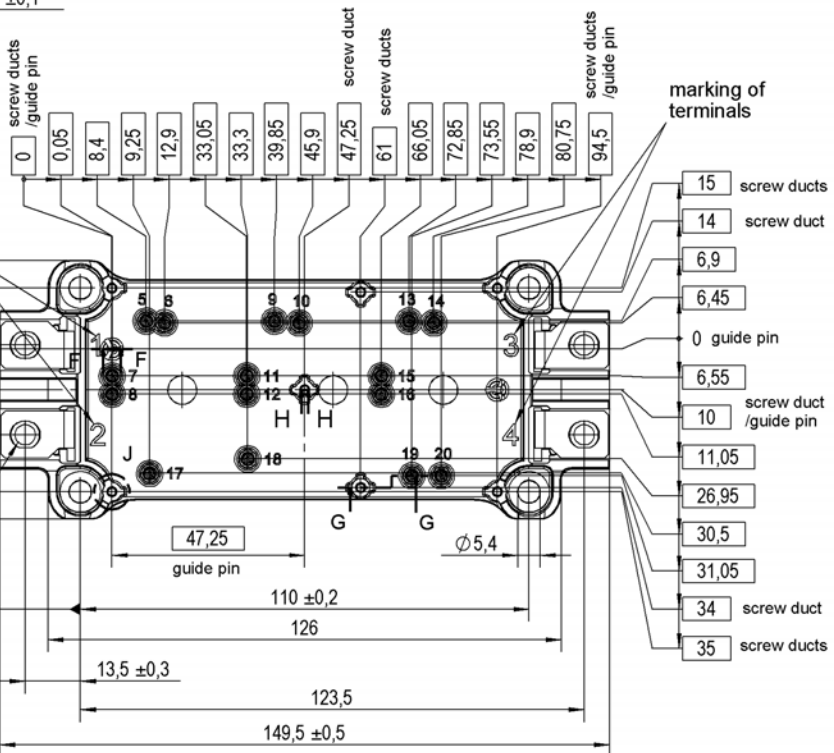 ±0,1
screw ducts
/guide pin
screw duct
screw ducts
screw ducts
/guide pin
0
0,05
8,4
9,25
12,9
33,05
33,3
39,85
45,9
47,25
61
66,05
72,85
73,55
78,9
80,75
94,5
marking of
terminals
15 screw ducts
14 screw duct
6,9
6,45
0 guide pin
6,55
10 screw duct
/guide pin
11,05
26,95
30,5
31,05
34 screw duct
35 screw ducts
5 6 9 10 13 14
1 3
F F
7 11 15
8 12 16
H H
2 4
J
18 19 20
17
G G
47,25
guide pin
Ø5,4
110 ±0,2
126
13,5 ±0,3
123,5
149,5 ±0,5